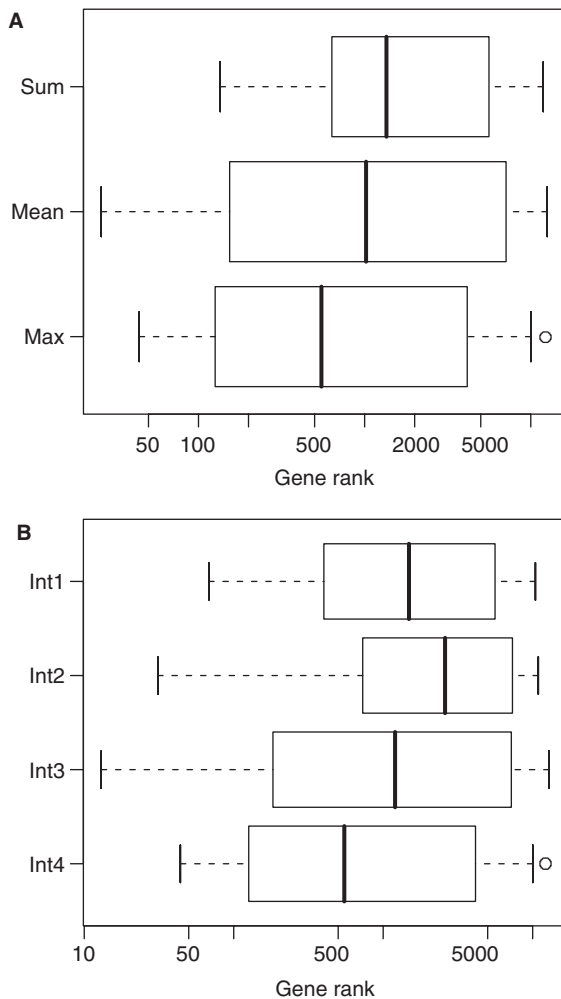 A
Sum
Mean
Max
50 100 500 2000 5000
Gene rank
B
Int1
Int2
Int3
Int4
10 50 500 5000
Gene rank